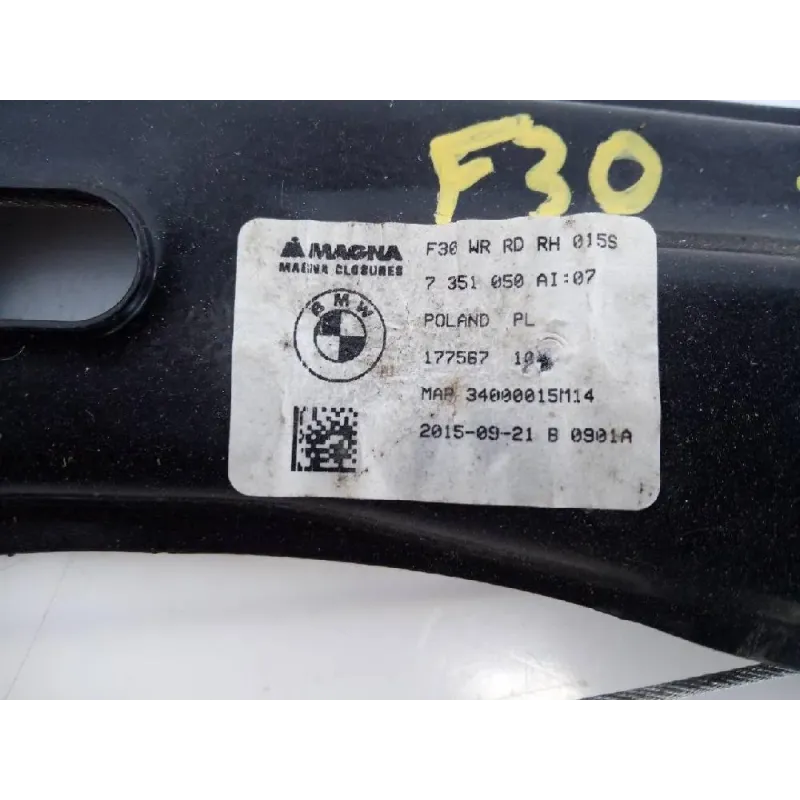 F30
MAGNA
MAGNA CLOSURES
BMW
F30 WR RD RH 015S
7 351 050 AI:07
POLAND PL
177567
MAP 34000015M14
2015-09-21 B 0901A